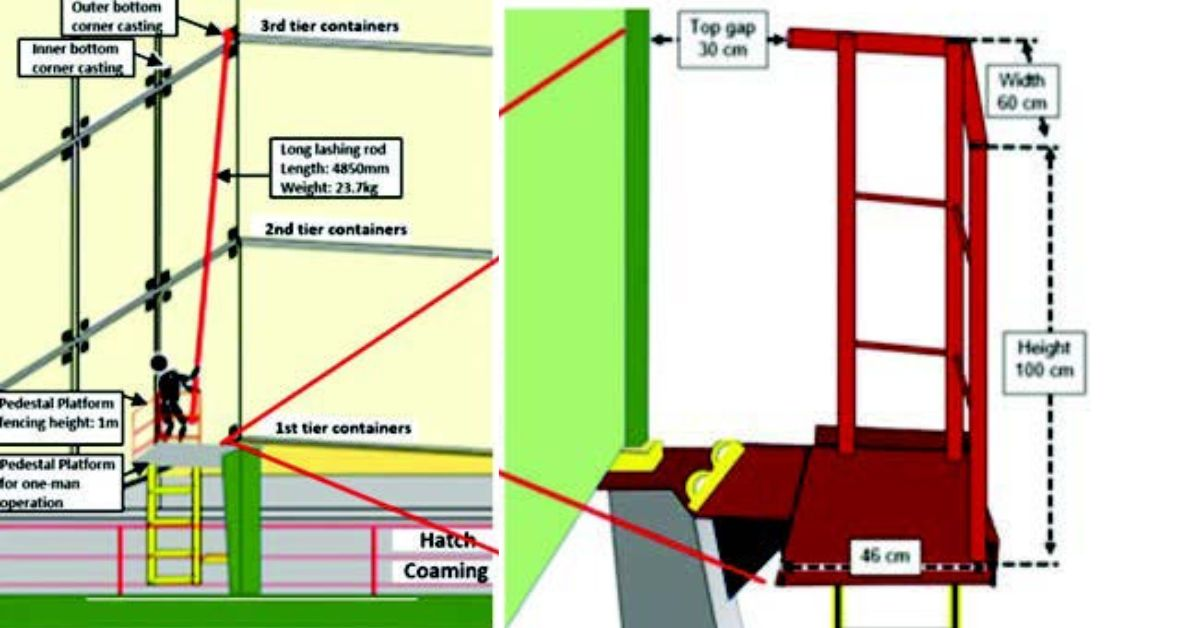 Outer bottom
corner casting
Inner bottom
corner casting
3rd tier containers
Long lashing rod
Length: 4850mm
Weight: 23.7kg
2nd tier containers
Pedestal Platform
fencing height: 1m
1st tier containers
Pedestal Platform
for one-man
operation
Hatch
Coaming
Top gap
30 cm
Width
60 cm
Height
100 cm
46 cm